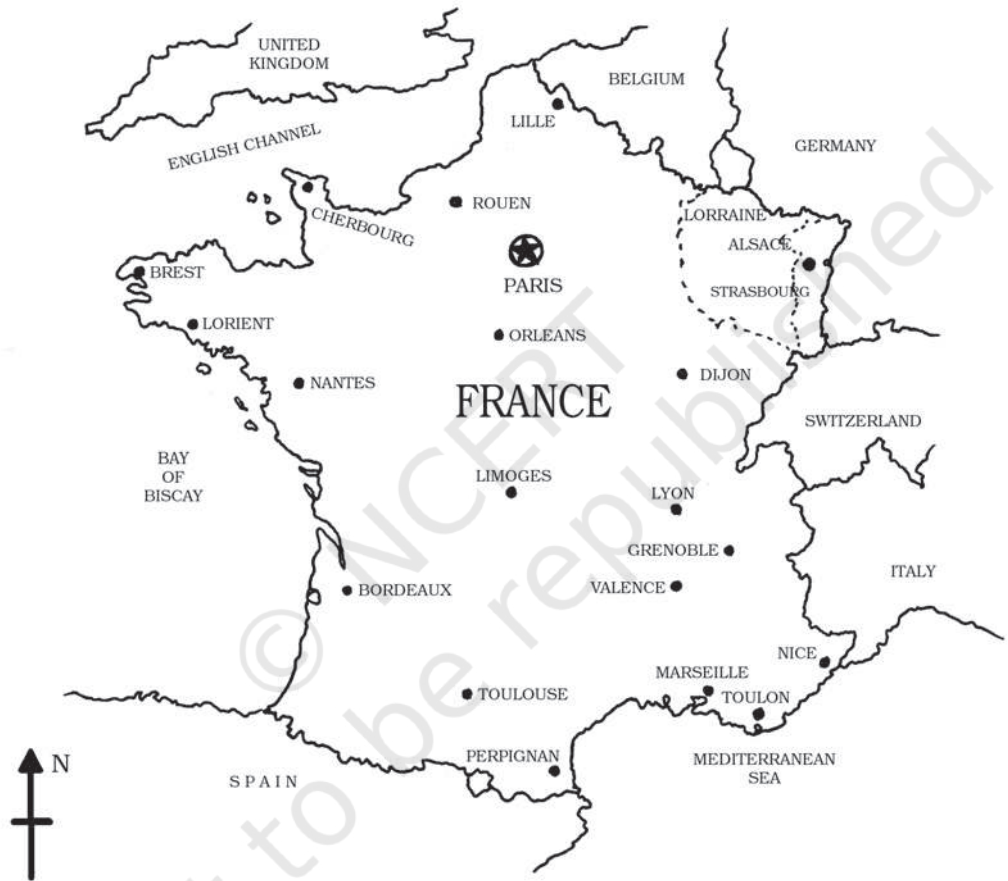 UNITED
KINGDOM
BELGIUM
LILLE
ENGLISH CHANNEL
GERMANY
CHERBOURG
ROUEN
LORRAINE
ALSACE
PARIS
STRASBOURG
BREST
LORIENT
ORLEANS
NANTES
DIJON
FRANCE
SWITZERLAND
BAY
OF
BISCAY
LIMOGES
LYON
GRENOBLE
ITALY
VALENCE
BORDEAUX
NICE
MARSEILLE
TOULOUSE
TOULON
PERPIGNAN
MEDITERRANEAN
SEA
N
SPAIN
© NCERT
not to be republished